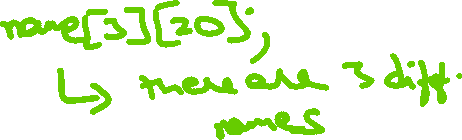 name[3][20];
↳ there are 3 diff.
names